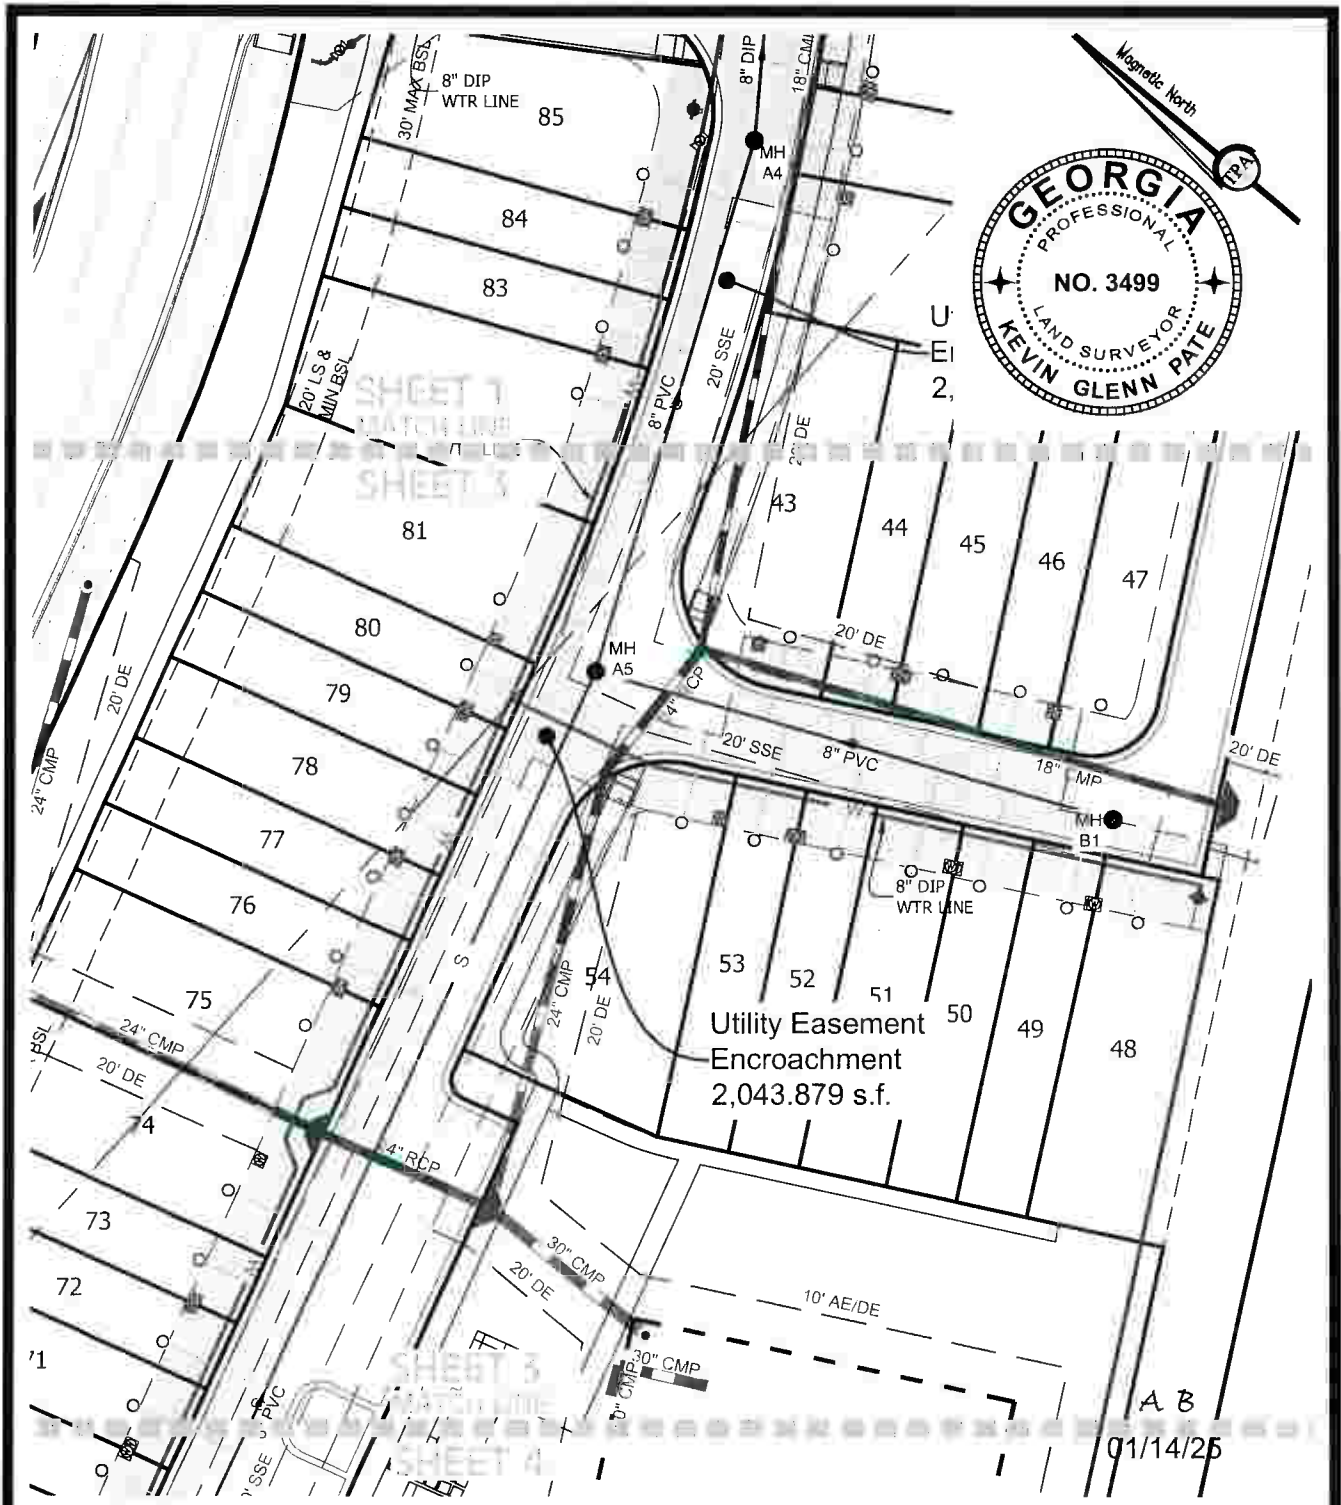 30' MAX BSL
8" DIP
WTR LINE
85
8" DIP
MH
A4
Magnetic North
TPA
GEORGIA
PROFESSIONAL
NO. 3499
LAND SURVEYOR
KEVIN GLENN PATE
84
83
20' LS &
MIN BSL
20' SSE
8" PVC
SHEET
MATCH LINE
SHEET 3
20' DE
43
44
45
46
47
81
80
79
78
77
76
75
74
73
72
20' DE
24" CMP
MH
A5
20' DE
20' SSE
8" PVC
18"
20' DE
MH
B1
8" DIP
WTR LINE
S
54
53
52
51
50
49
48
24" CMP
20' DE
Utility Easement
Encroachment
2,043.879 s.f.
24" CMP
20' DE
BSL
4" RCP
30" CMP
20' DE
10' AE/DE
30" CMP
SHEET 3
MATCH LINE
SHEET 4
PVC
SSE
A B
01/14/25